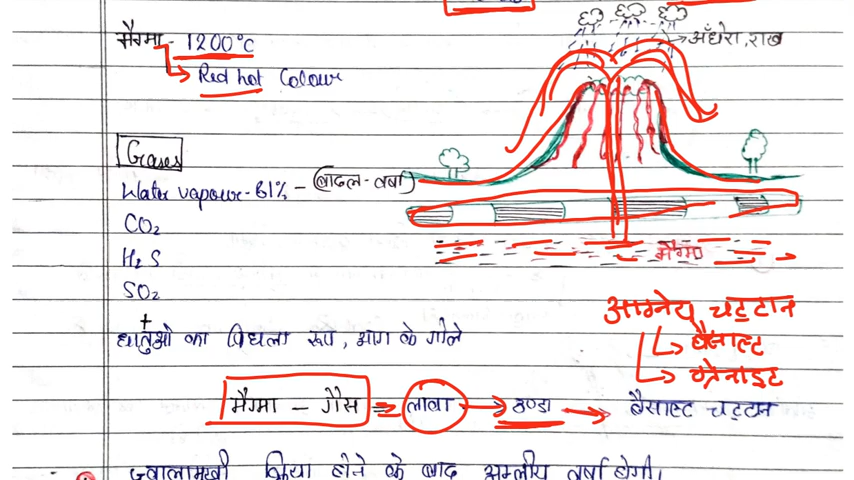 मैग्मा - 1200°C
Red hot Colour
अँधेरा, राख
Gases
Water vapour - 81% - (बादल - वर्षा)
CO₂
H₂S
SO₂
मैग्मा
+
धातुओ का पिघला रूप, आग के गोले
आग्नेय चट्टान
बैसाल्ट
ग्रेनाइट
मैग्मा - गैस = लावा → ठण्डा → बैसाल्ट चट्टान
ज्वालामुखी क्रिया होने के बाद अम्लीय वर्षा होगी।